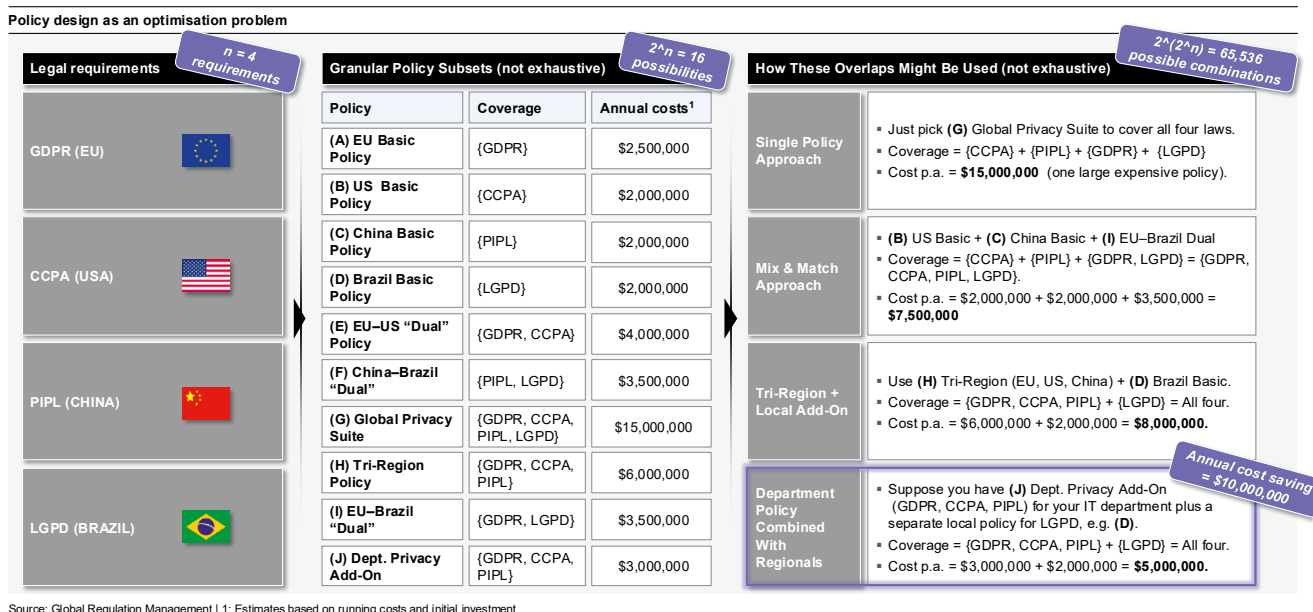 Policy design as an optimisation problem
Legal requirements
n = 4
requirements
GDPR (EU)
CCPA (USA)
PIPL (CHINA)
LGPD (BRAZIL)
Granular Policy Subsets (not exhaustive)
2^n = 16
possibilities
Policy Coverage Annual costs1
(A) EU Basic
Policy
{GDPR}
$2,500,000
(B) US Basic
Policy
{CCPA}
$2,000,000
(C) China Basic
Policy
{PIPL}
$2,000,000
(D) Brazil Basic
Policy
{LGPD}
$2,000,000
(E) EU–US “Dual”
Policy
{GDPR, CCPA}
$4,000,000
(F) China–Brazil
“Dual”
{PIPL, LGPD}
$3,500,000
(G) Global Privacy
Suite
{GDPR, CCPA,
PIPL, LGPD}
$15,000,000
(H) Tri-Region
Policy
{GDPR, CCPA,
PIPL}
$6,000,000
(I) EU–Brazil
“Dual”
{GDPR, LGPD}
$3,500,000
(J) Dept. Privacy
Add-On
{GDPR, CCPA,
PIPL}
$3,000,000
How These Overlaps Might Be Used (not exhaustive)
2^(2^n) = 65,536
possible combinations
Single Policy
Approach
▪ Just pick (G) Global Privacy Suite to cover all four laws.
▪ Coverage = {CCPA} + {PIPL} + {GDPR} + {LGPD}
▪ Cost p.a. = $15,000,000 (one large expensive policy).
Mix & Match
Approach
▪ (B) US Basic + (C) China Basic + (I) EU–Brazil Dual
▪ Coverage = {CCPA} + {PIPL} + {GDPR, LGPD} = {GDPR,
CCPA, PIPL, LGPD}.
▪ Cost p.a. = $2,000,000 + $2,000,000 + $3,500,000 =
$7,500,000
Tri-Region +
Local Add-On
▪ Use (H) Tri-Region (EU, US, China) + (D) Brazil Basic.
▪ Coverage = {GDPR, CCPA, PIPL} + {LGPD} = All four.
▪ Cost p.a. = $6,000,000 + $2,000,000 = $8,000,000.
Annual cost saving
= $10,000,000
Department
Policy
Combined
With
Regionals
▪ Suppose you have (J) Dept. Privacy Add-On
(GDPR, CCPA, PIPL) for your IT department plus a
separate local policy for LGPD, e.g. (D).
▪ Coverage = {GDPR, CCPA, PIPL} + {LGPD} = All four.
▪ Cost p.a. = $3,000,000 + $2,000,000 = $5,000,000.
Source: Global Regulation Management | 1: Estimates based on running costs and initial investment